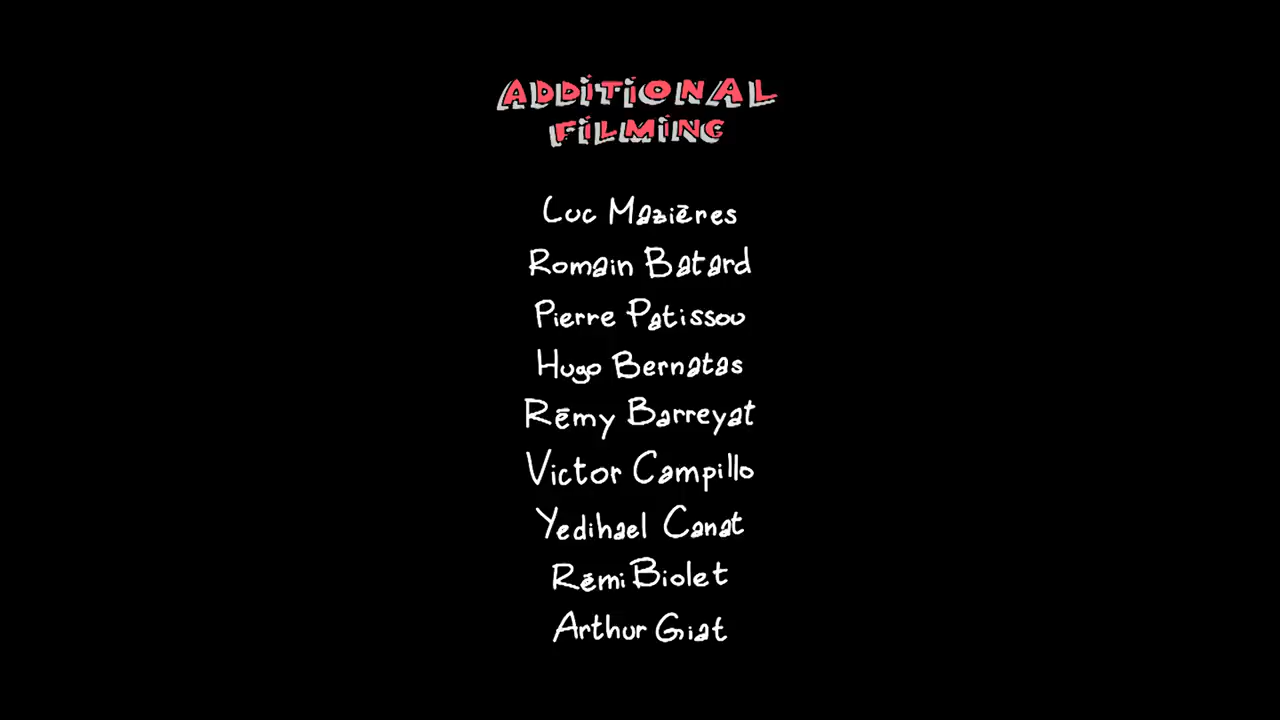 ADDiTiONAL
FiLMiNG
Luc Mazières
Romain Batard
Pierre Patissou
Hugo Bernatas
Rémy Barreyat
Victor Campillo
Yedihael Canat
Rémi Biolet
Arthur Giat